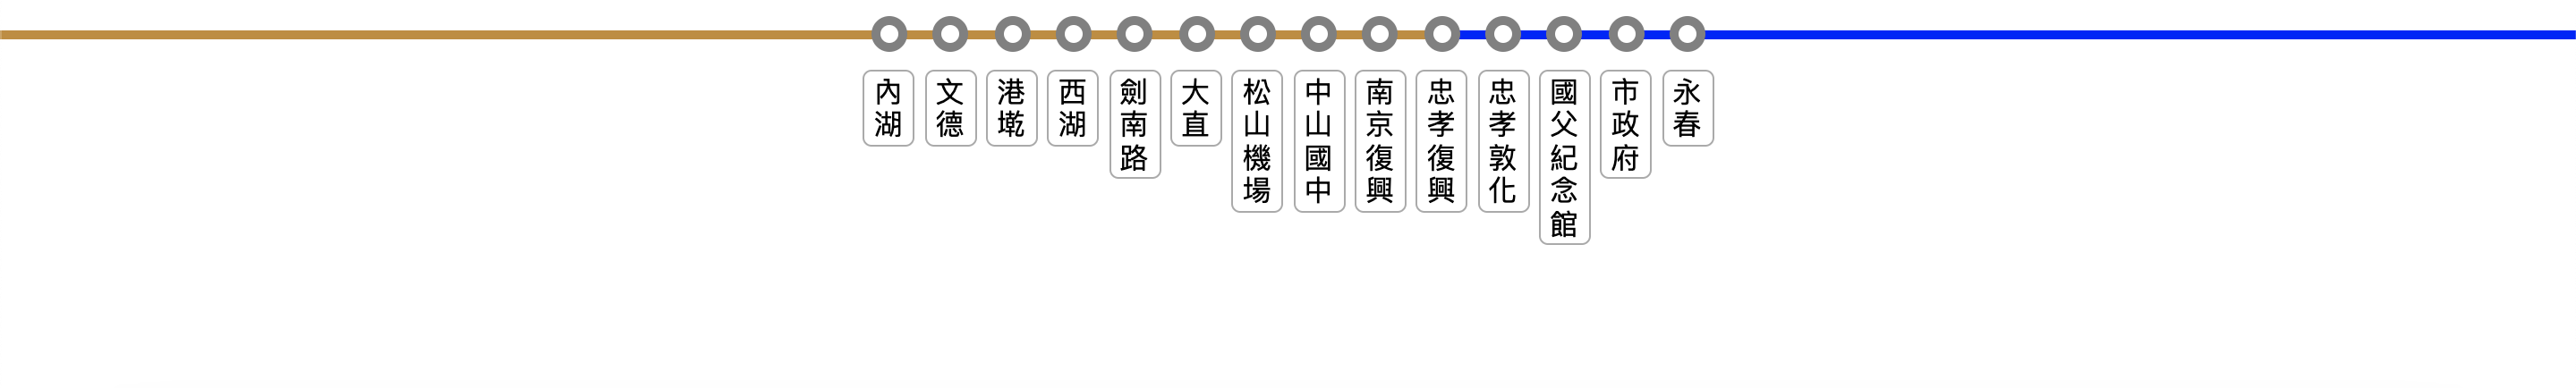 內湖
文德
港墘
西湖
劍南路
大直
松山機場
中山國中
南京復興
忠孝復興
忠孝敦化
國父紀念館
市政府
永春